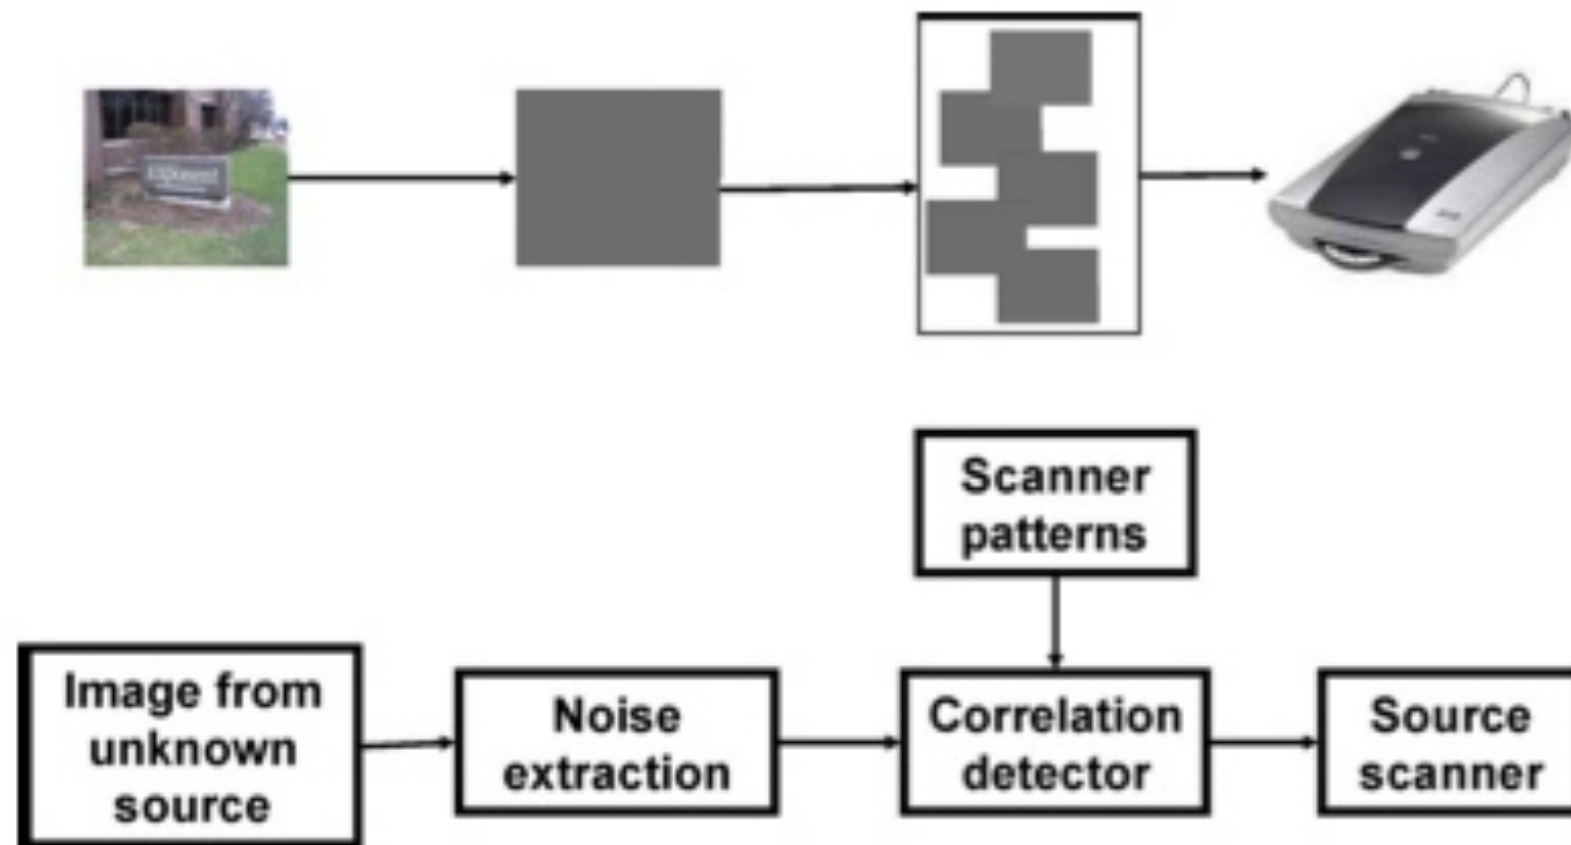 Scanner
patterns
Image from
unknown
source
Noise
extraction
Correlation
detector
Source
scanner